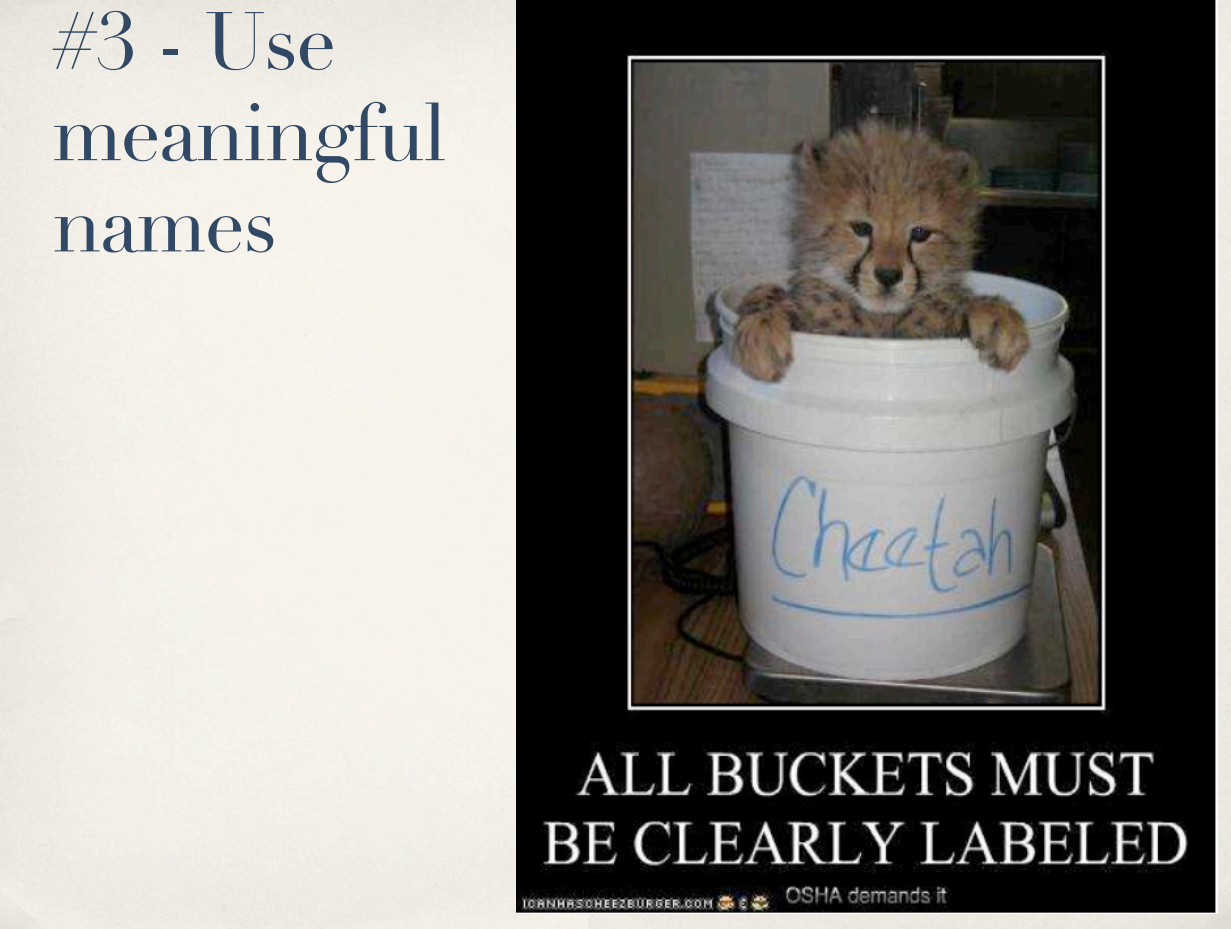 #3 - Use
meaningful
names
Cheetah
ALL BUCKETS MUST
BE CLEARLY LABELED
OSHA demands it
ICANHASCHEEZBURGER.COM